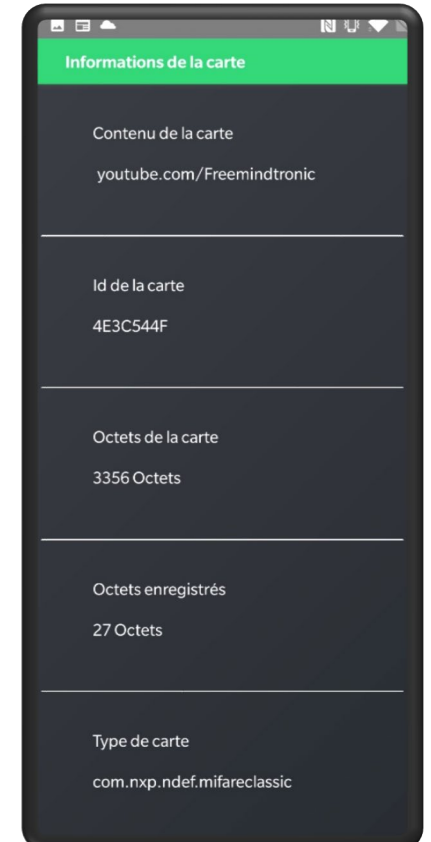 Informations de la carte
Contenu de la carte
youtube.com/Freemindtronic
Id de la carte
4E3C544F
Octets de la carte
3356 Octets
Octets enregistrés
27 Octets
Type de carte
com.nxp.ndef.mifareclassic